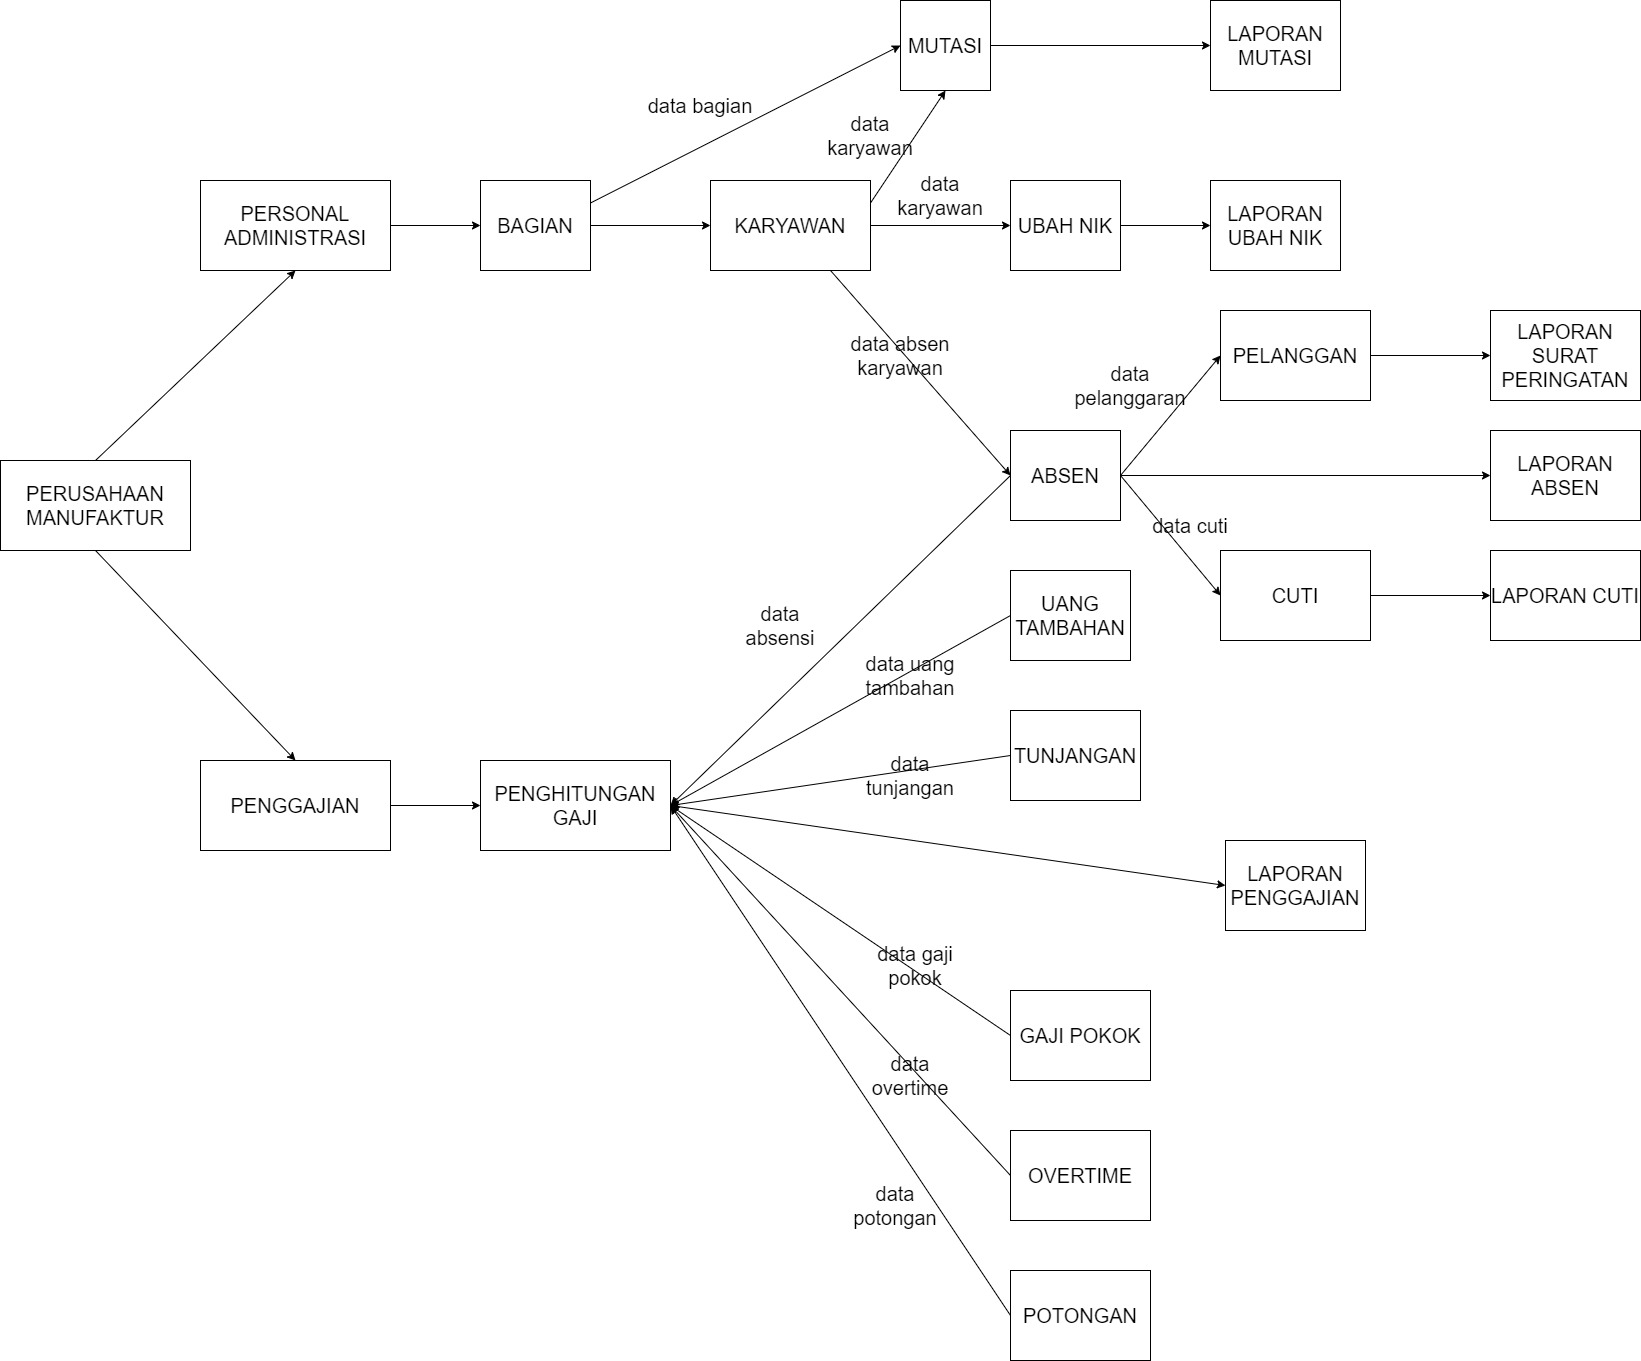 MUTASI
LAPORAN
MUTASI
data bagian
data
karyawan
PERSONAL
ADMINISTRASI
BAGIAN
KARYAWAN
data
karyawan
UBAH NIK
LAPORAN
UBAH NIK
data absen
karyawan
data
pelanggaran
PELANGGAN
LAPORAN
SURAT
PERINGATAN
PERUSAHAAN
MANUFAKTUR
ABSEN
LAPORAN
ABSEN
data cuti
CUTI
LAPORAN CUTI
data
absensi
UANG
TAMBAHAN
data uang
tambahan
TUNJANGAN
data
tunjangan
PENGGAJIAN
PENGHITUNGAN
GAJI
LAPORAN
PENGGAJIAN
data gaji
pokok
GAJI POKOK
data
overtime
OVERTIME
data
potongan
POTONGAN